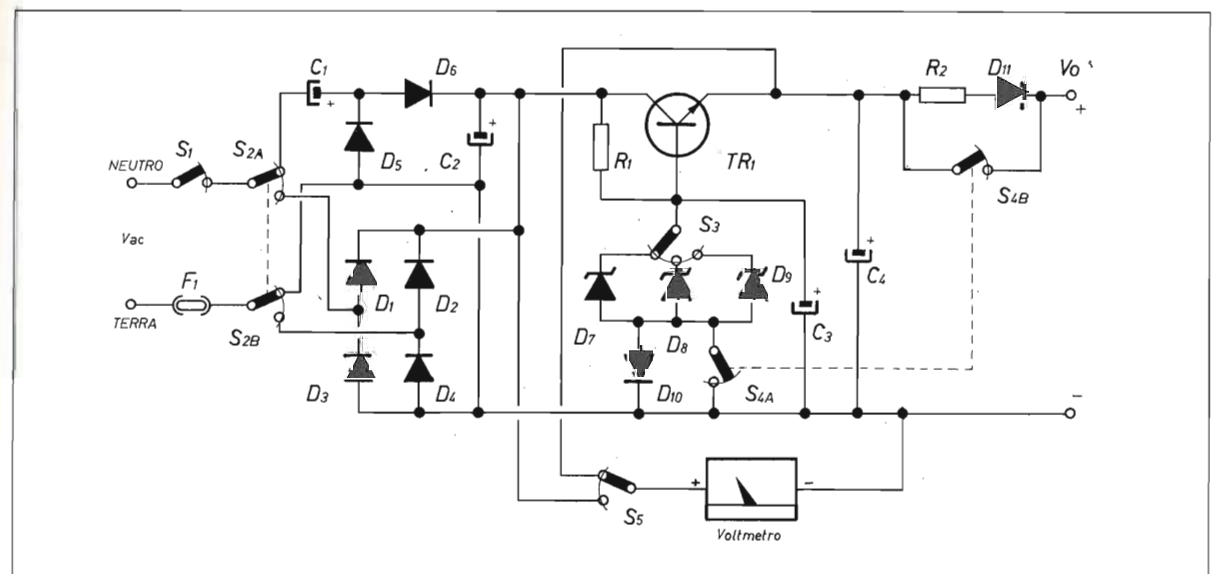 C1
D6
R2
D11
Vo
+
+
+
S1
S2A
D5
C2
R1
TR1
NEUTRO
S4B
Vac
S3
+
C4
F1
D1
D2
D7
D8
D9
+
C3
TERRA
S2B
D3
D4
D10
S4A
-
S5
+
-
Voltmetro